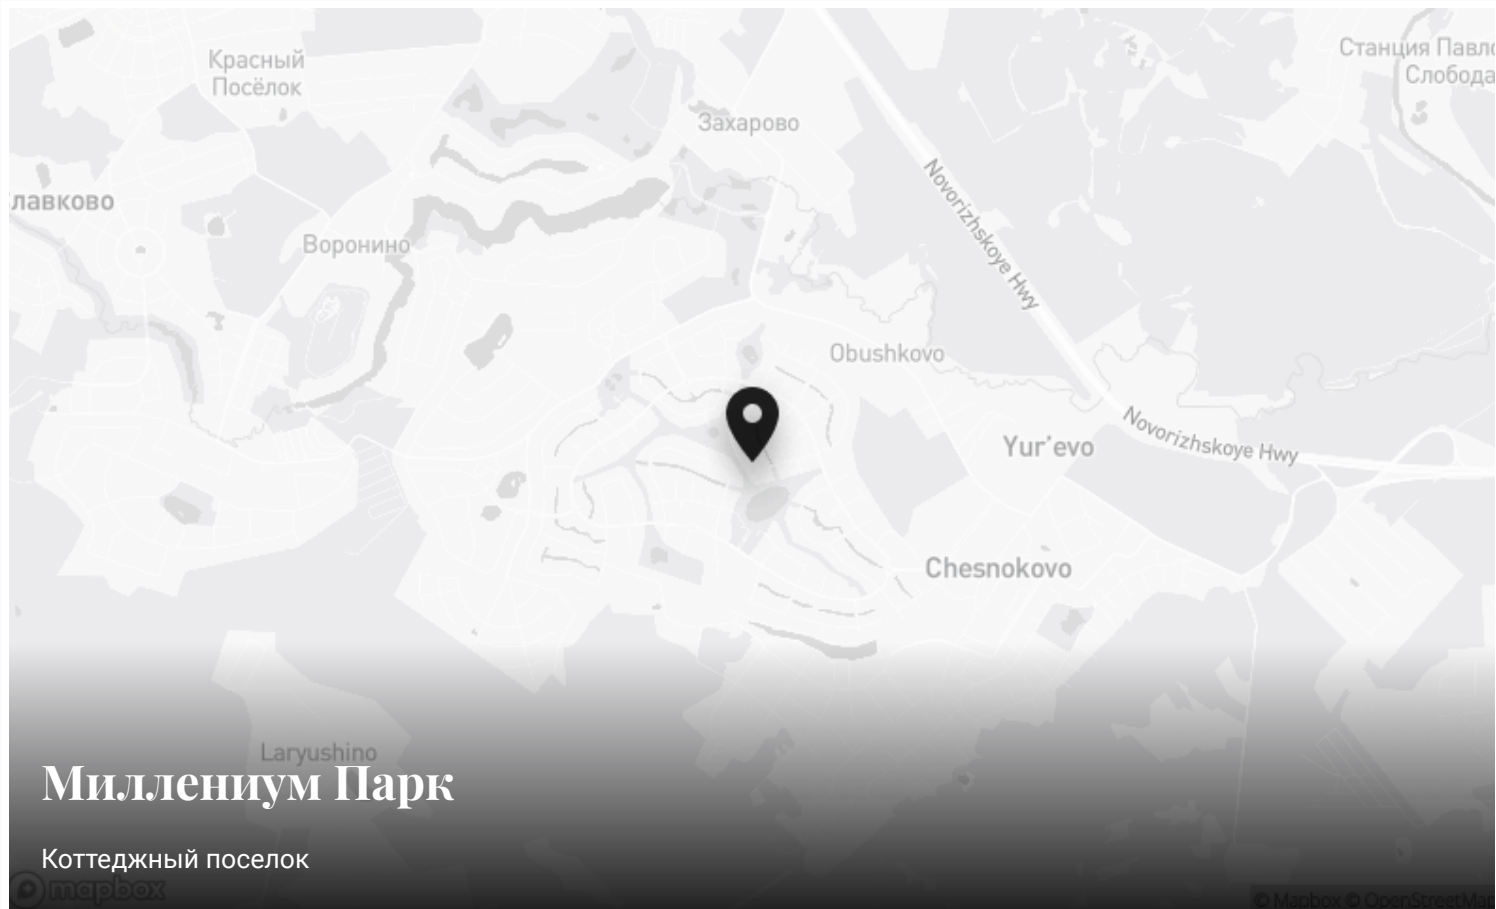 Красный
Посёлок
Станция Павло
Слобода
Захарово
Novorizhskoye Hwy
лавково
Воронино
Obushkovo
Novorizhskoye Hwy
Yur’evo
Chesnokovo
Laryushino
Миллениум Парк
Коттеджный поселок
mapbox
© Mapbox © OpenStreetMap